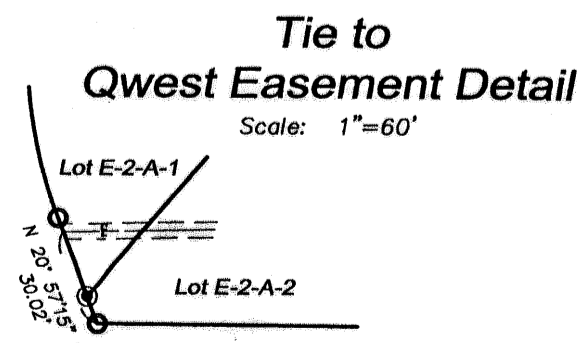 Tie to
Qwest Easement Detail
Scale: 1"=60'
Lot E-2-A-1
E
N 20° 57'15"
30.02'
Lot E-2-A-2